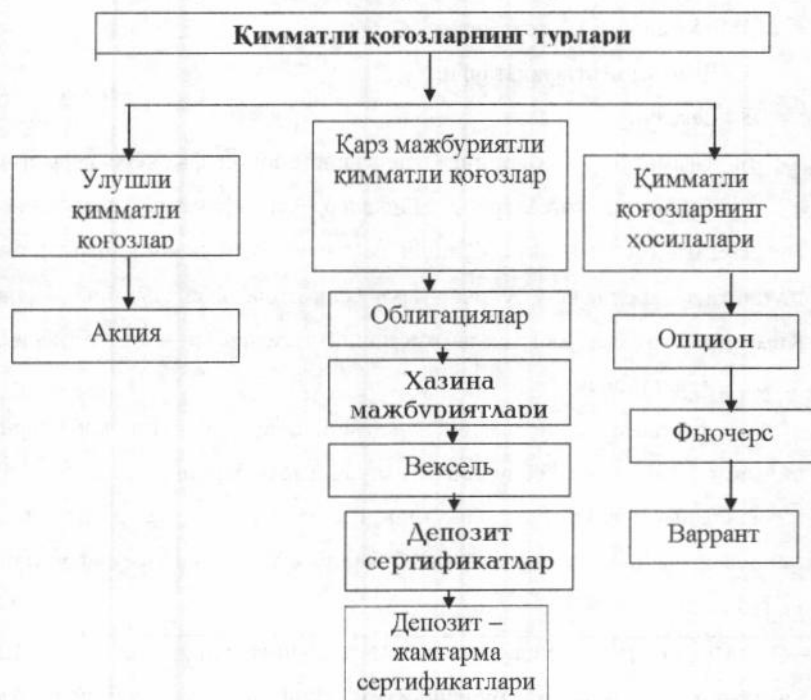 Қимматли қоғозларнинг турлари
Улушли
қимматли
қоғозлар
Акция
Қарз мажбуриятли
қимматли қоғозлар
Облигациялар
Хазина
мажбуриятлари
Вексель
Депозит
сертификатлар
Депозит –
жамғарма
сертификатлари
Қимматли
қоғозларнинг
ҳосилалари
Опцион
Фьючерс
Варрант